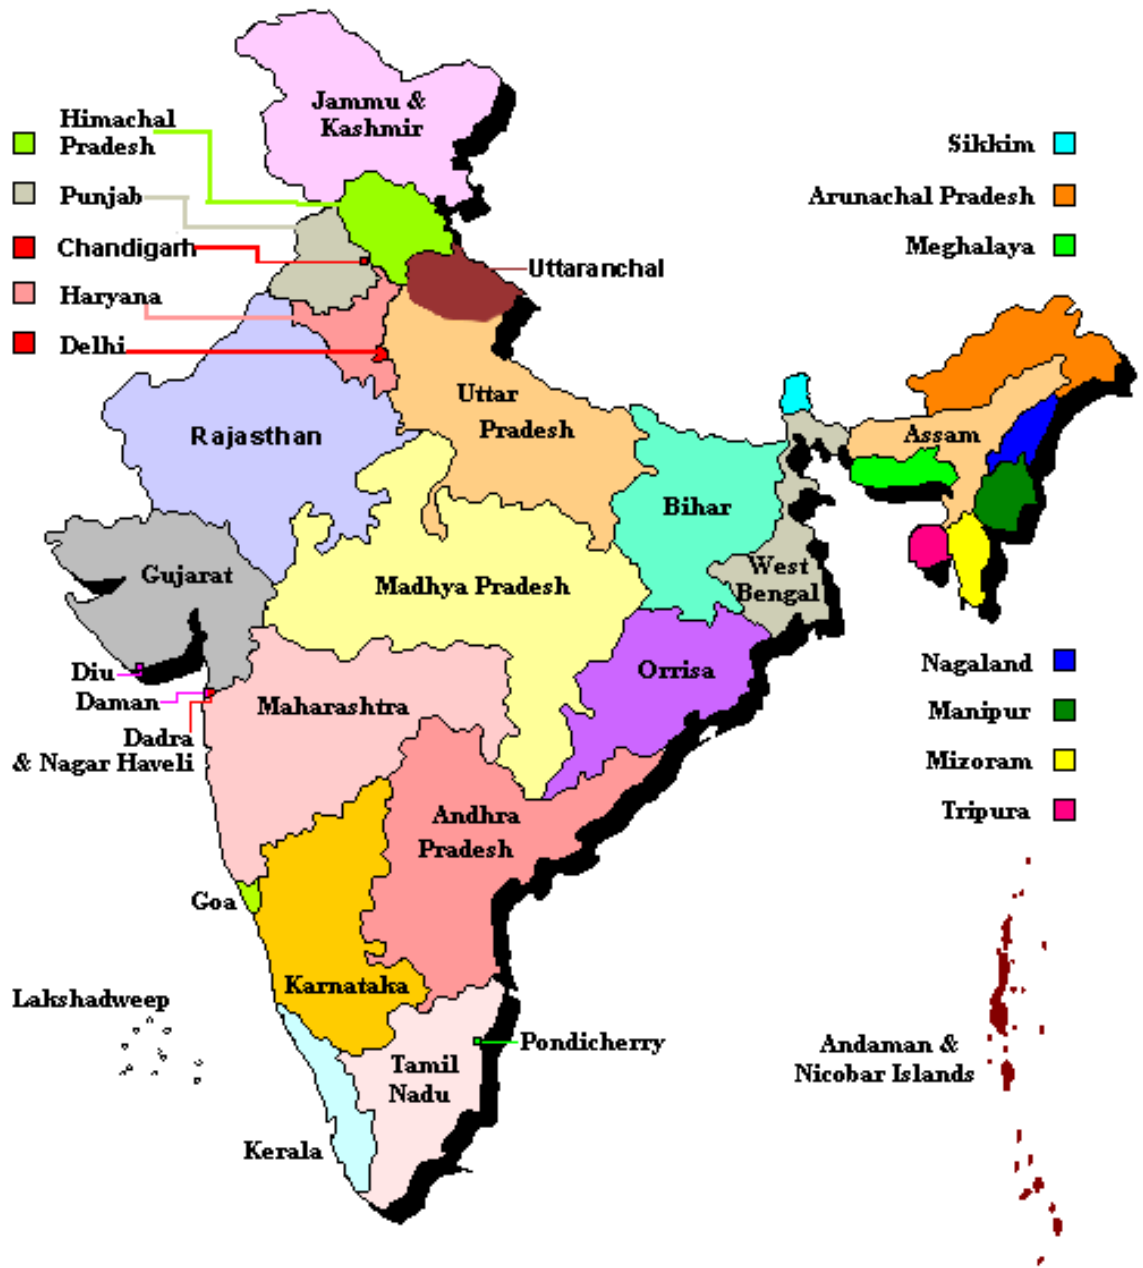 Jammu &
Kashmir
Himachal
Pradesh
Punjab
Chandigarh
Haryana
Delhi
Sikkim
Arunachal Pradesh
Meghalaya
Uttaranchal
Uttar
Pradesh
Rajasthan
Assam
Bihar
Gujarat
Madhya Pradesh
West
Bengal
Diu
Daman
Dadra
& Nagar Haveli
Maharashtra
Orrisa
Nagaland
Manipur
Mizoram
Tripura
Andhra
Pradesh
Goa
Karnataka
Lakshadweep
Pondicherry
Tamil
Nadu
Kerala
Andaman &
Nicobar Islands